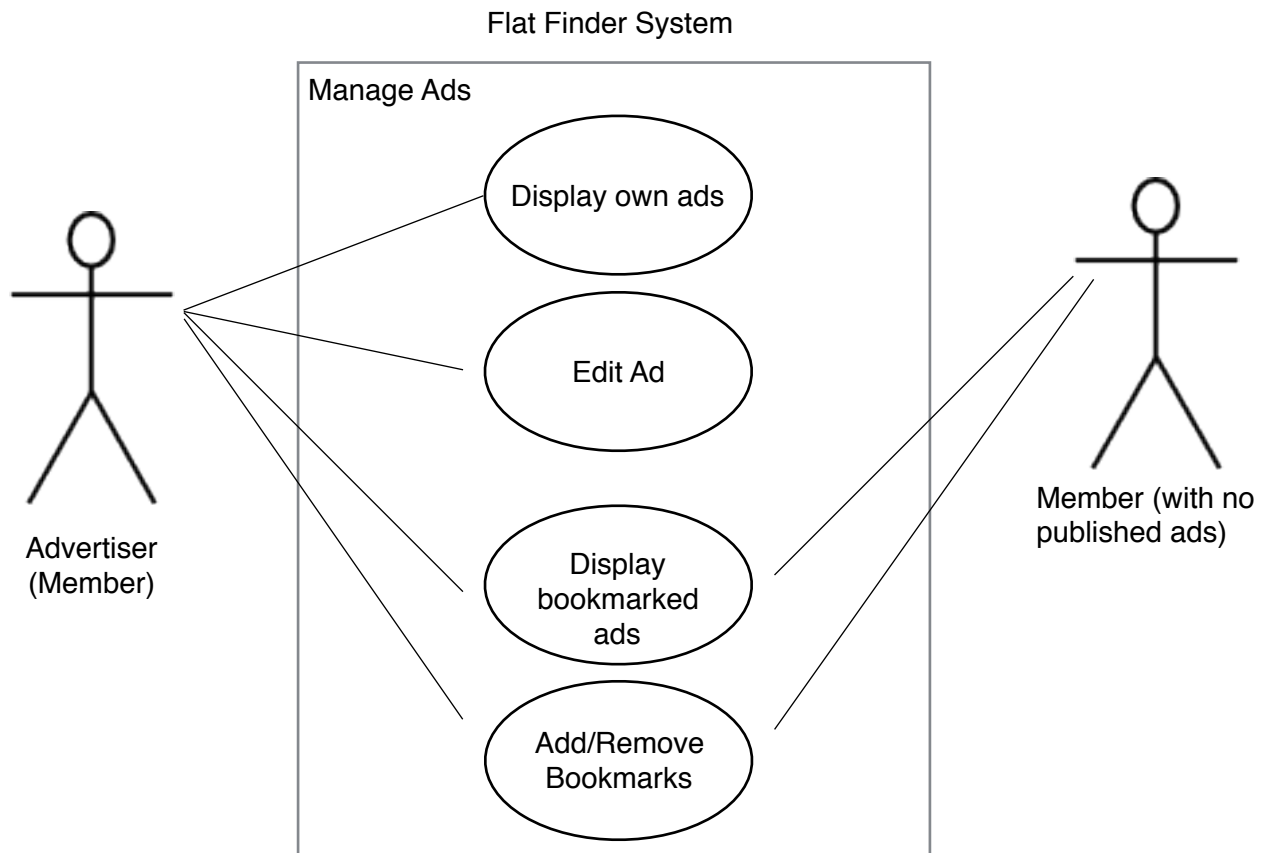 Flat Finder System
Manage Ads
Display own ads
Edit Ad
Display
bookmarked
ads
Add/Remove
Bookmarks
Advertiser
(Member)
Member (with no
published ads)